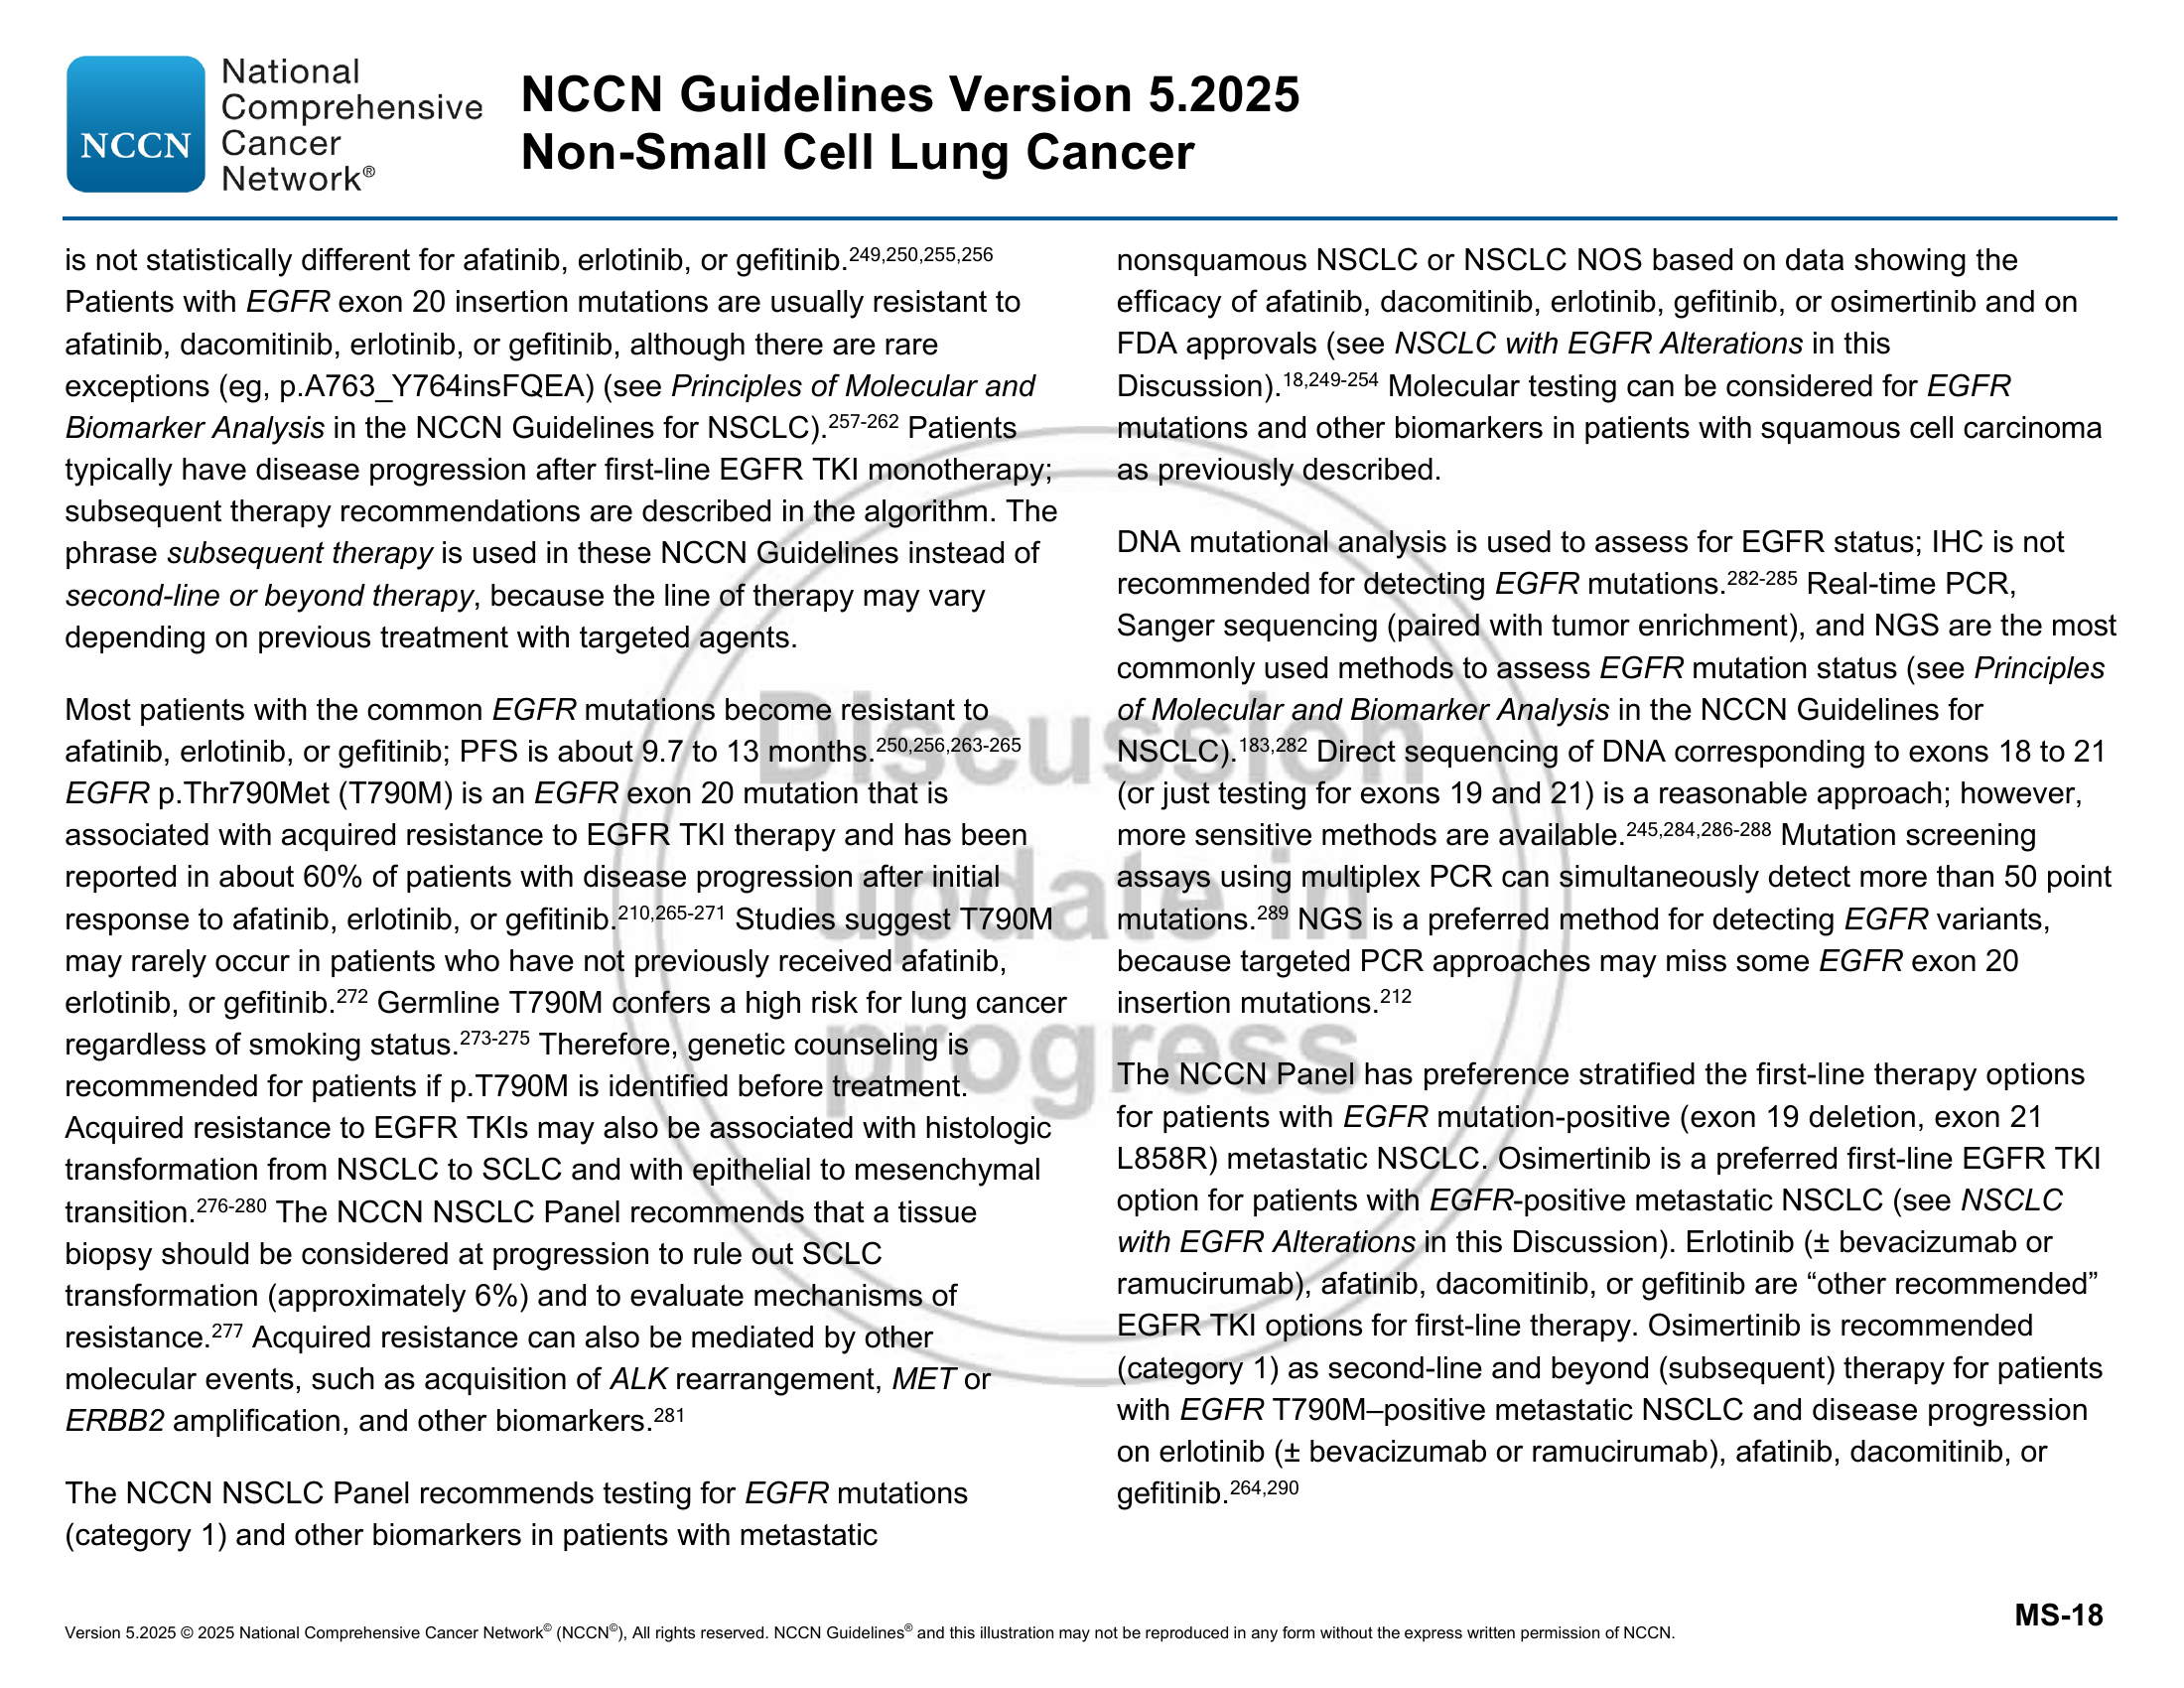 NCCN
National
Comprehensive
Cancer
Network®
NCCN Guidelines Version 5.2025
Non-Small Cell Lung Cancer
is not statistically different for afatinib, erlotinib, or gefitinib.249,250,255,256
Patients with EGFR exon 20 insertion mutations are usually resistant to
afatinib, dacomitinib, erlotinib, or gefitinib, although there are rare
exceptions (eg, p.A763_Y764insFQEA) (see Principles of Molecular and
Biomarker Analysis in the NCCN Guidelines for NSCLC).257-262 Patients
typically have disease progression after first-line EGFR TKI monotherapy;
subsequent therapy recommendations are described in the algorithm. The
phrase subsequent therapy is used in these NCCN Guidelines instead of
second-line or beyond therapy, because the line of therapy may vary
depending on previous treatment with targeted agents.
Most patients with the common EGFR mutations become resistant to
afatinib, erlotinib, or gefitinib; PFS is about 9.7 to 13 months.250,256,263-265
EGFR p.Thr790Met (T790M) is an EGFR exon 20 mutation that is
associated with acquired resistance to EGFR TKI therapy and has been
reported in about 60% of patients with disease progression after initial
response to afatinib, erlotinib, or gefitinib.210,265-271 Studies suggest T790M
may rarely occur in patients who have not previously received afatinib,
erlotinib, or gefitinib.272 Germline T790M confers a high risk for lung cancer
regardless of smoking status.273-275 Therefore, genetic counseling is
recommended for patients if p.T790M is identified before treatment.
Acquired resistance to EGFR TKIs may also be associated with histologic
transformation from NSCLC to SCLC and with epithelial to mesenchymal
transition.276-280 The NCCN NSCLC Panel recommends that a tissue
biopsy should be considered at progression to rule out SCLC
transformation (approximately 6%) and to evaluate mechanisms of
resistance.277 Acquired resistance can also be mediated by other
molecular events, such as acquisition of ALK rearrangement, MET or
ERBB2 amplification, and other biomarkers.281
The NCCN NSCLC Panel recommends testing for EGFR mutations
(category 1) and other biomarkers in patients with metastatic
nonsquamous NSCLC or NSCLC NOS based on data showing the
efficacy of afatinib, dacomitinib, erlotinib, gefitinib, or osimertinib and on
FDA approvals (see NSCLC with EGFR Alterations in this
Discussion).18,249-254 Molecular testing can be considered for EGFR
mutations and other biomarkers in patients with squamous cell carcinoma
as previously described.
DNA mutational analysis is used to assess for EGFR status; IHC is not
recommended for detecting EGFR mutations.282-285 Real-time PCR,
Sanger sequencing (paired with tumor enrichment), and NGS are the most
commonly used methods to assess EGFR mutation status (see Principles
of Molecular and Biomarker Analysis in the NCCN Guidelines for
NSCLC).183,282 Direct sequencing of DNA corresponding to exons 18 to 21
(or just testing for exons 19 and 21) is a reasonable approach; however,
more sensitive methods are available.245,284,286-288 Mutation screening
assays using multiplex PCR can simultaneously detect more than 50 point
mutations.289 NGS is a preferred method for detecting EGFR variants,
because targeted PCR approaches may miss some EGFR exon 20
insertion mutations.212
The NCCN Panel has preference stratified the first-line therapy options
for patients with EGFR mutation-positive (exon 19 deletion, exon 21
L858R) metastatic NSCLC. Osimertinib is a preferred first-line EGFR TKI
option for patients with EGFR-positive metastatic NSCLC (see NSCLC
with EGFR Alterations in this Discussion). Erlotinib (± bevacizumab or
ramucirumab), afatinib, dacomitinib, or gefitinib are “other recommended”
EGFR TKI options for first-line therapy. Osimertinib is recommended
(category 1) as second-line and beyond (subsequent) therapy for patients
with EGFR T790M–positive metastatic NSCLC and disease progression
on erlotinib (± bevacizumab or ramucirumab), afatinib, dacomitinib, or
gefitinib.264,290
Discussion
update in
progress
MS-18
Version 5.2025 © 2025 National Comprehensive Cancer Network© (NCCN©), All rights reserved. NCCN Guidelines® and this illustration may not be reproduced in any form without the express written permission of NCCN.